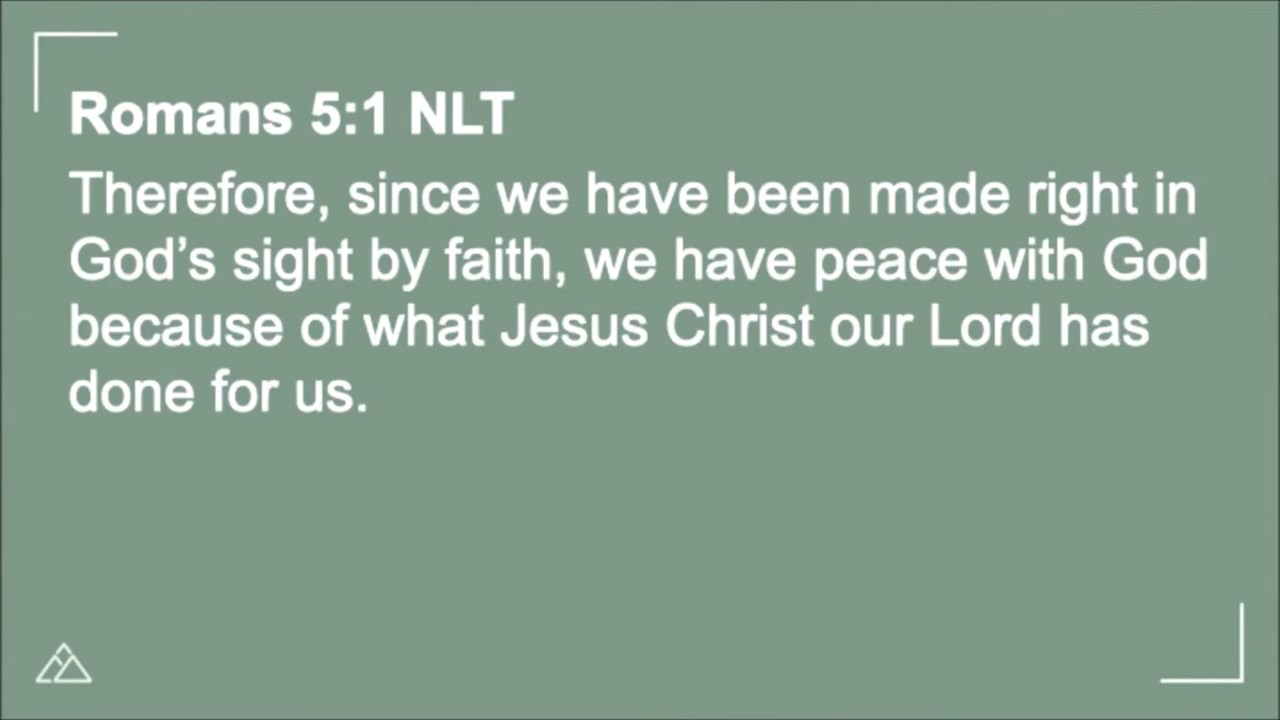 Romans 5:1 NLT
Therefore, since we have been made right in
God’s sight by faith, we have peace with God
because of what Jesus Christ our Lord has
done for us.